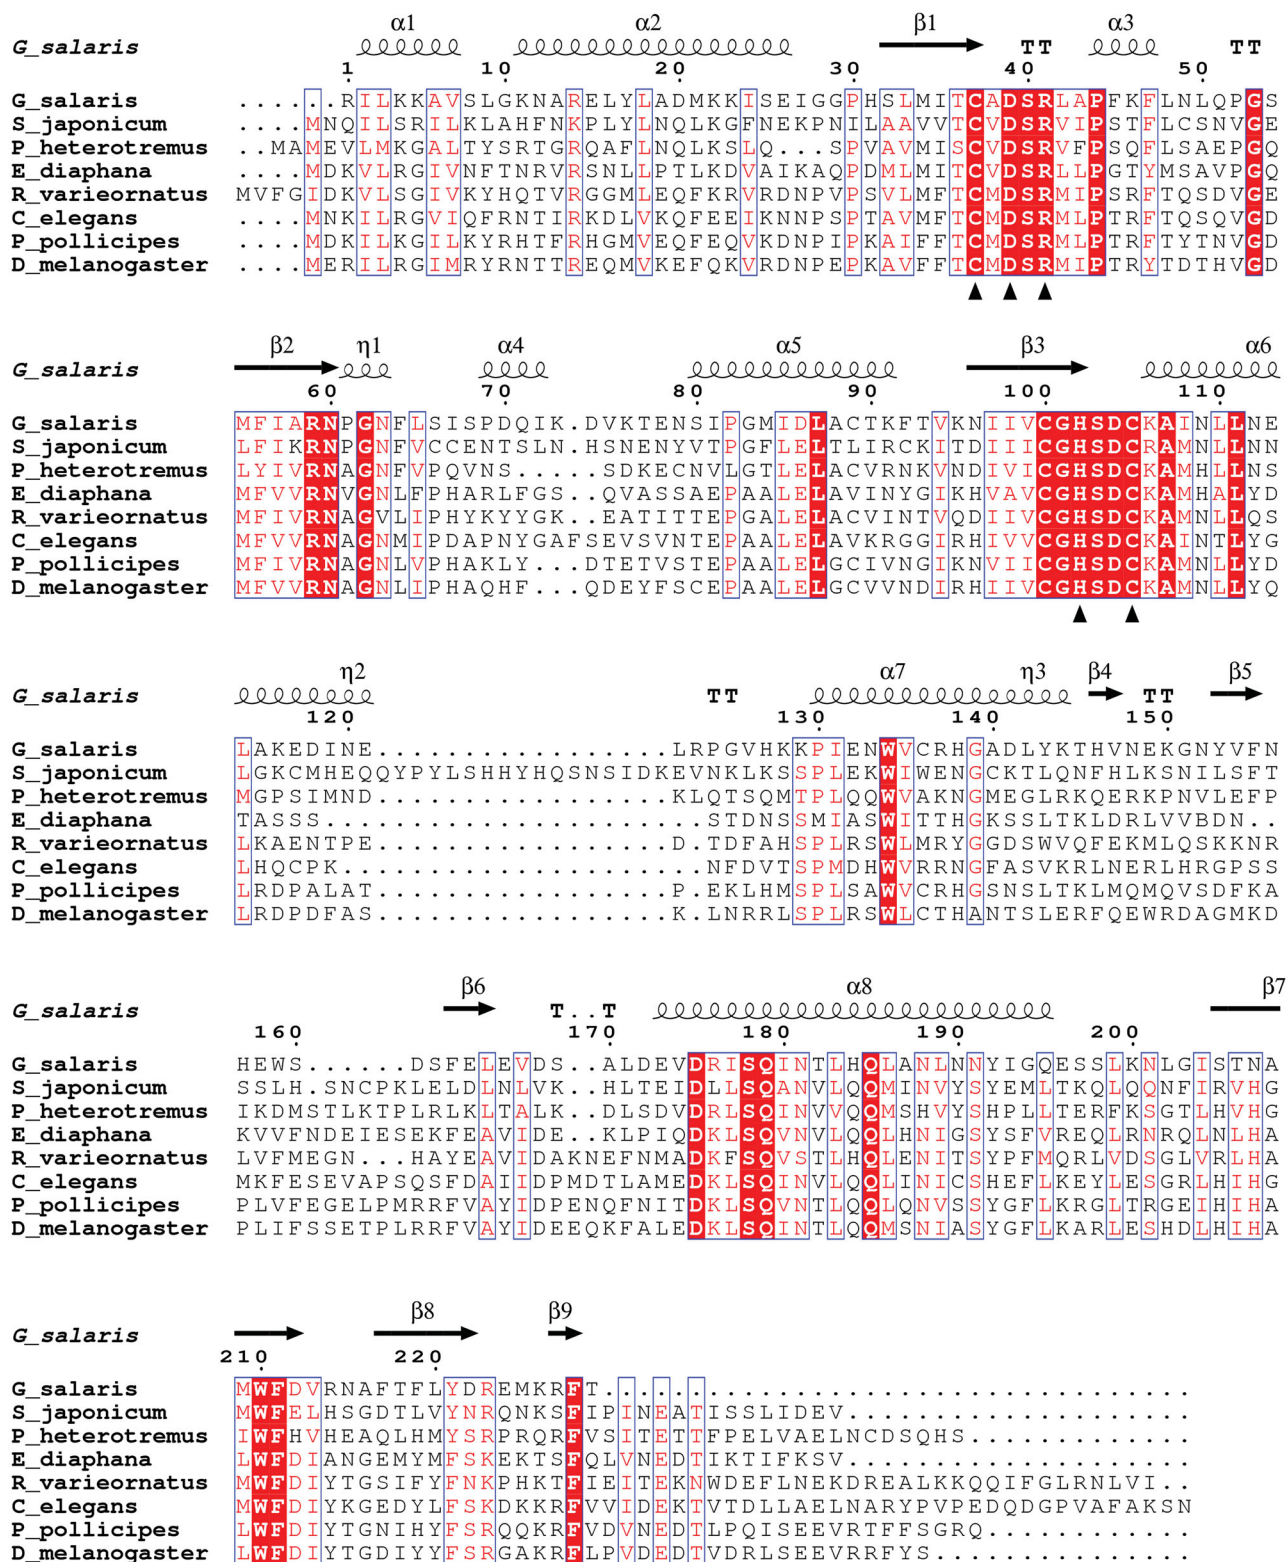 α1 α2 β1 α3
G_salaris TT TT
1 10 20 30 40 50
G_salaris ......RILKKAVSLGKNARELYLADMKKISEIGGPHSLMITCADSRLAPFKFLNLQPGS
S_japonicum ....MNQILSRILKLAHFNKPLYLNQLKGFNEKPNILAAVVTCVDSRVIPSTFLCSNVGE
P_heterotremus ..MAMEVLMKGALTYSRTGRQAFLNQLKSLQ...SPVAVMISCVDSRVFPSQFLSAEPGQ
E_diaphana ....MDKVLRGIVNFTNRVRSNLLPTLKDVAIKAQPDMLMITCVDSRLLPGTYMSAVPGQ
R_varieornatus MVFGIDKVLSGIVKYHQTVRGGMLEQFKRVRDNPVPSVLMFTCMDSRMIPSRFTQSDVGE
C_elegans ....MNKILRGVIQFRNTIRKDLVKQFEEIKNNPSPTAVMFTCMDSRMLPTRFTQSQVGD
P_pollicipes ....MDKILKGILKYRHTFRHGMVEQFEQVKDNPIPKAIFFTCMDSRMLPTRFTYTNVGD
D_melanogaster ....MERILRGIMRYRNTTREQMVKEFQKVRDNPEPKAVFFTCMDSRMIPTRYTDTHVGD
β2 η1 α4 α5 β3 α6
G_salaris
60 70 80 90 100 110
G_salaris MFIARNPGNFLSISPDQIK.DVKTENSIPGMIDLACTKFTVKNIIVCGHSDCKAINLLNE
S_japonicum LFIKRNPGNFVCCENTSLN.HSNENYVTPGFLELTLIRCKITDIIICGHSDCKAMNLLNN
P_heterotremus LYIVRNAGNFVPQVNS.....SDKECNVLGTLELACVRNKVNDIVICGHSDCRAMHLLNS
E_diaphana MFVVRNVGNLFPHARLFGS..QVASSAEPAALELAVINYGIKHVAVCGHSDCKAMHALYD
R_varieornatus MFIVRNAGVLIPHYKYYGK..EATITTEPGALELACVINTVQDIIVCGHSDCKAMNLLQS
C_elegans MFVVRNAGNMIPDAPNYGAFSEVSVNTEPAALELAVKRGGIRHIVVCGHSDCKAINTLYG
P_pollicipes MFIVRNAGNLVPHAKLY..DTETVSTEPAALELGCIVNGIKNVIICGHSDCKAMNLLYD
D_melanogaster MFVVRNAGNLIPHAQHF...QDEYFSCEPAALELGCVVNDIRHIIVCGHSDCKAMNLLYQ
η2 α7 η3 β4 β5
G_salaris TT TT
120 130 140 150
G_salaris LAKEDINE.................LRPGVHKKPIENWVCRHGADLYKTHVNEKGNYVFN
S_japonicum LGKCMHEQQYPYLSHHYHQSNSIDKEVNKLKSSPLEKWIWENGCKTLQNFHLKSNILSFT
P_heterotremus MGPSIMND.................KLQTSQMTPLQQWVAKNGMEGLRKQERKPNVLEFP
E_diaphana TASSS......................STDNSSMIASWITTHGKSSLTKLDRLVVBDN..
R_varieornatus LKAENTPE.................D.TDFAHSPLRSWLMRYGGDSWVQFEKMLQSKKNR
C_elegans LHQCPK.....................NFDVTSPMDHWVRRNGFASVKRLNERLHRGPSS
P_pollicipes LRDPALAT.................P.EKLHMSPLSAWVCRHGSNSLTKLMQMQVSDFKA
D_melanogaster LRDPDFAS.................K.LNRRLSPLRSWLCTHANTSLERFQEWRDAGMKD
β6 α8 β7
G_salaris T..T
160 170 180 190 200
G_salaris HEWS......DSFELEVDS..ALDEVDRISQINTLHQLANLNNYIGQESSLKNLGISTNA
S_japonicum SSLH.SNCPKLELDLNLVK..HLTEIDLLSQANVLQQMINVYSYEMLTKQLQQNFIRVHG
P_heterotremus IKDMSTLKTPLRLKLTALK..DLSDVDRLSQINVVQQMSHVYSHPLLTERFKSGTLHVHG
E_diaphana KVVFNDEIESEKFEAVIDE..KLPIQDKLSQVNVLQQLHNIGSYSFVREQLRNRQLNLHA
R_varieornatus LVFMEGN...HAYEAVIDAKNEFNMADKFSQVSTLHQLENITSYPFMQRLVDSGLVRLHA
C_elegans MKFESEVAPSQSFDAIIDPMDTLAMEDKLSQINVLQQLINICSHEFLKEYLESGRLHIHG
P_pollicipes PLVFEGELPMRRFVAYIDPENQFNITDKLSQVNTLQQLQNVSSYGFLKRGLTRGEIHIHA
D_melanogaster PLIFSSETPLRRFVAYIDEEQKFALEDKLSQINTLQQMSNIASYGFLKARLESHDLHIHA
β8 β9
G_salaris
210 220
G_salaris MWFDVRNAFTFLYDREMKRFT..................................
S_japonicum MWFELHSGDTLVYNRQNKSFIPINEATISSLIDEV....................
P_heterotremus IWFHVHEAQLHMYSRPRQRFVSITETTFPELVAELNCDSQHS.............
E_diaphana LWFDIANGEMYMFSKEKTSFQLVNEDTIKTIFKSV....................
R_varieornatus LWFDIYTGSIFYFNKPHKTFIEITEKNWDEFLNEKDREALKKQQIFGLRNLVI..
C_elegans MWFDIYKGEDYLFSKDKKRFVVIDEKTVTDLLAELNARYPVPEDQDGPVAFAKSN
P_pollicipes LWFDIYTGNIHYFSRQQKRFVDVNEDTLPQISEEVRTFFSGRQ............
D_melanogaster LWFDIYTGDIYYFSRGAKRFLPVDEDTVDRLSEEVRRFYS...............